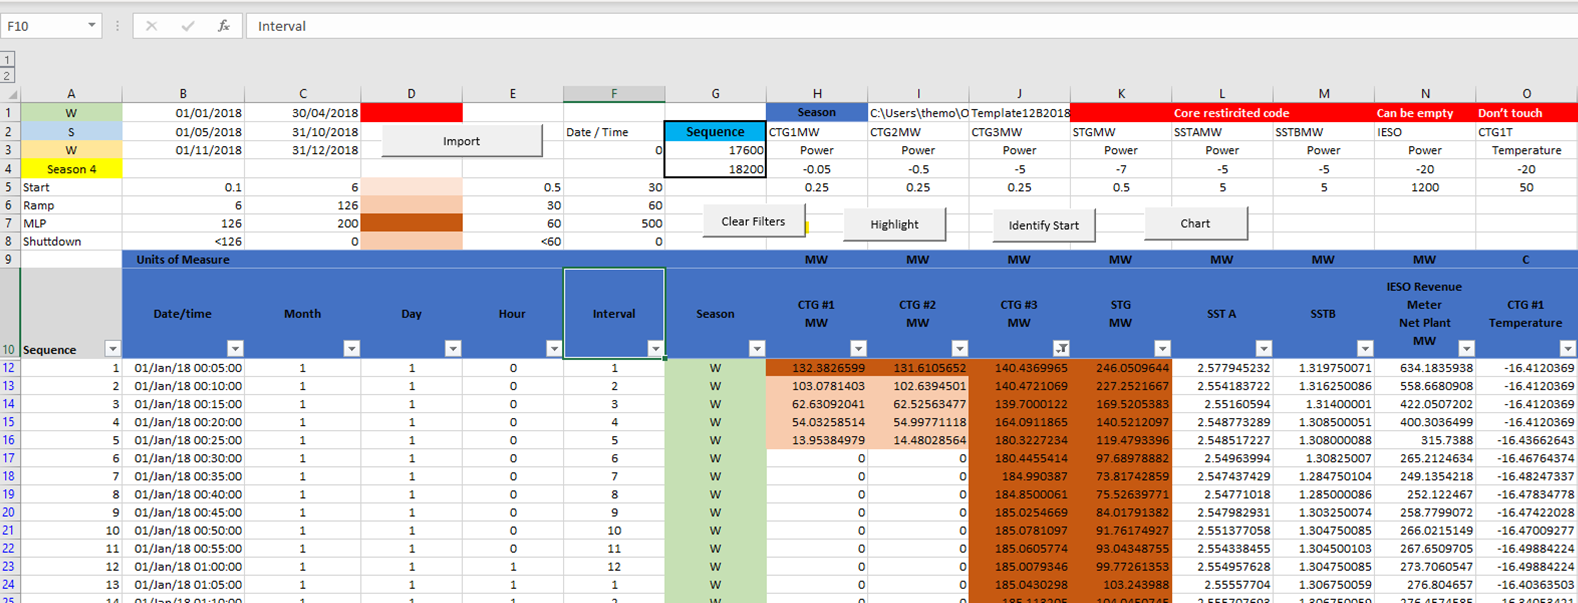 F10 fx Interval
1
2
A B C D E F G H I J K L M N O
1 W 01/01/2018 30/04/2018 Season C:\Users\themo\O Template12B2018 Core restiricited code Can be empty Don't touch
2 S 01/05/2018 31/10/2018 Import Date / Time Sequence CTG1MW CTG2MW CTG3MW STGMW SSTAMW SSTBMW IESO CTG1T
3 W 01/11/2018 31/12/2018 0 17600 Power Power Power Power Power Power Power Temperature
4 Season 4 18200 -0.05 -0.5 -5 -7 -5 -5 -20 -20
5 Start 0.1 6 0.5 30 0.25 0.25 0.25 0.5 5 5 1200 50
6 Ramp 6 126 30 60
7 MLP 126 200 60 500 Clear Filters Highlight Identify Start Chart
8 Shuttdown <126 0 <60 0
9 Units of Measure MW MW MW MW MW MW MW C
10 Sequence Date/time Month Day Hour Interval Season CTG #1 MW CTG #2 MW CTG #3 MW STG MW SST A SSTB IESO Revenue Meter Net Plant MW CTG #1 Temperature
12 1 01/Jan/18 00:05:00 1 1 0 1 W 132.3826599 131.6105652 140.4369965 246.0509644 2.577945232 1.319750071 634.1835938 -16.4120369
13 2 01/Jan/18 00:10:00 1 1 0 2 W 103.0781403 102.6394501 140.4721069 227.2521667 2.554183722 1.316250086 558.6680908 -16.4120369
14 3 01/Jan/18 00:15:00 1 1 0 3 W 62.63092041 62.52563477 139.7000122 169.5205383 2.55160594 1.31400001 422.0507202 -16.4120369
15 4 01/Jan/18 00:20:00 1 1 0 4 W 54.03258514 54.99771118 164.0911865 140.5212097 2.548773289 1.308500051 400.3036499 -16.4120369
16 5 01/Jan/18 00:25:00 1 1 0 5 W 13.95384979 14.48028564 180.3227234 119.4793396 2.548517227 1.308000088 315.7388 -16.43662643
17 6 01/Jan/18 00:30:00 1 1 0 6 W 0 0 180.4455414 97.68978882 2.54963994 1.30825007 265.2124634 -16.46764374
18 7 01/Jan/18 00:35:00 1 1 0 7 W 0 0 184.990387 73.81742859 2.547437429 1.284750104 249.1354218 -16.48247337
19 8 01/Jan/18 00:40:00 1 1 0 8 W 0 0 184.8500061 75.52639771 2.54771018 1.285000086 252.122467 -16.47834778
20 9 01/Jan/18 00:45:00 1 1 0 9 W 0 0 185.0254669 84.01791382 2.547982931 1.303250074 258.7799072 -16.47422028
21 10 01/Jan/18 00:50:00 1 1 0 10 W 0 0 185.0781097 91.76174927 2.551377058 1.304750085 266.0215149 -16.47009277
22 11 01/Jan/18 00:55:00 1 1 0 11 W 0 0 185.0605774 93.04348755 2.554338455 1.304500103 267.6509705 -16.49884224
23 12 01/Jan/18 01:00:00 1 1 1 12 W 0 0 185.0079346 99.77261353 2.554957628 1.304750085 273.7060547 -16.49884224
24 13 01/Jan/18 01:05:00 1 1 1 1 W 0 0 185.0430298 103.243988 2.55557704 1.306750059 276.804657 -16.40363503